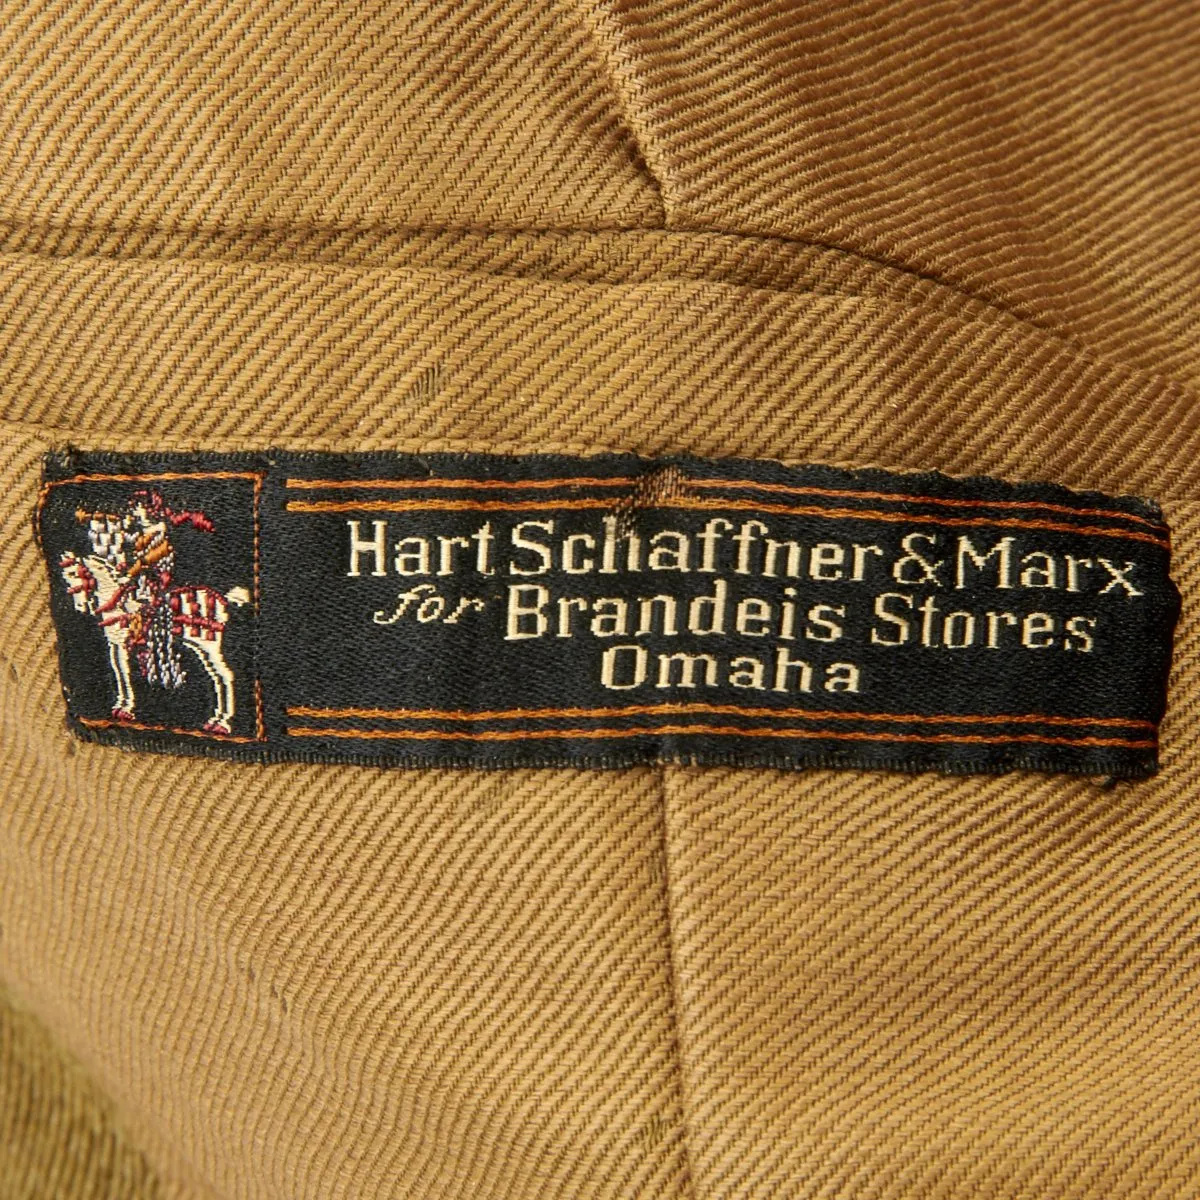 Hart Schaffner & Marx
for Brandeis Stores
Omaha